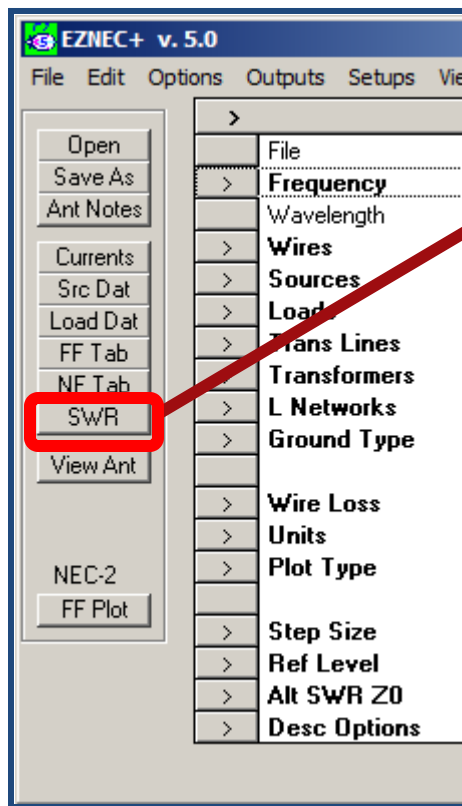 EZNEC+ v. 5.0
File Edit Options Outputs Setups Vie
>
Open
Save As
Ant Notes
Currents
Src Dat
Load Dat
FF Tab
NF Tab
SWR
View Ant
NEC-2
FF Plot
File
> Frequency
Wavelength
> Wires
> Sources
> Loads
> Trans Lines
Transformers
> L Networks
> Ground Type
> Wire Loss
> Units
> Plot Type
> Step Size
> Ref Level
> Alt SWR Z0
> Desc Options